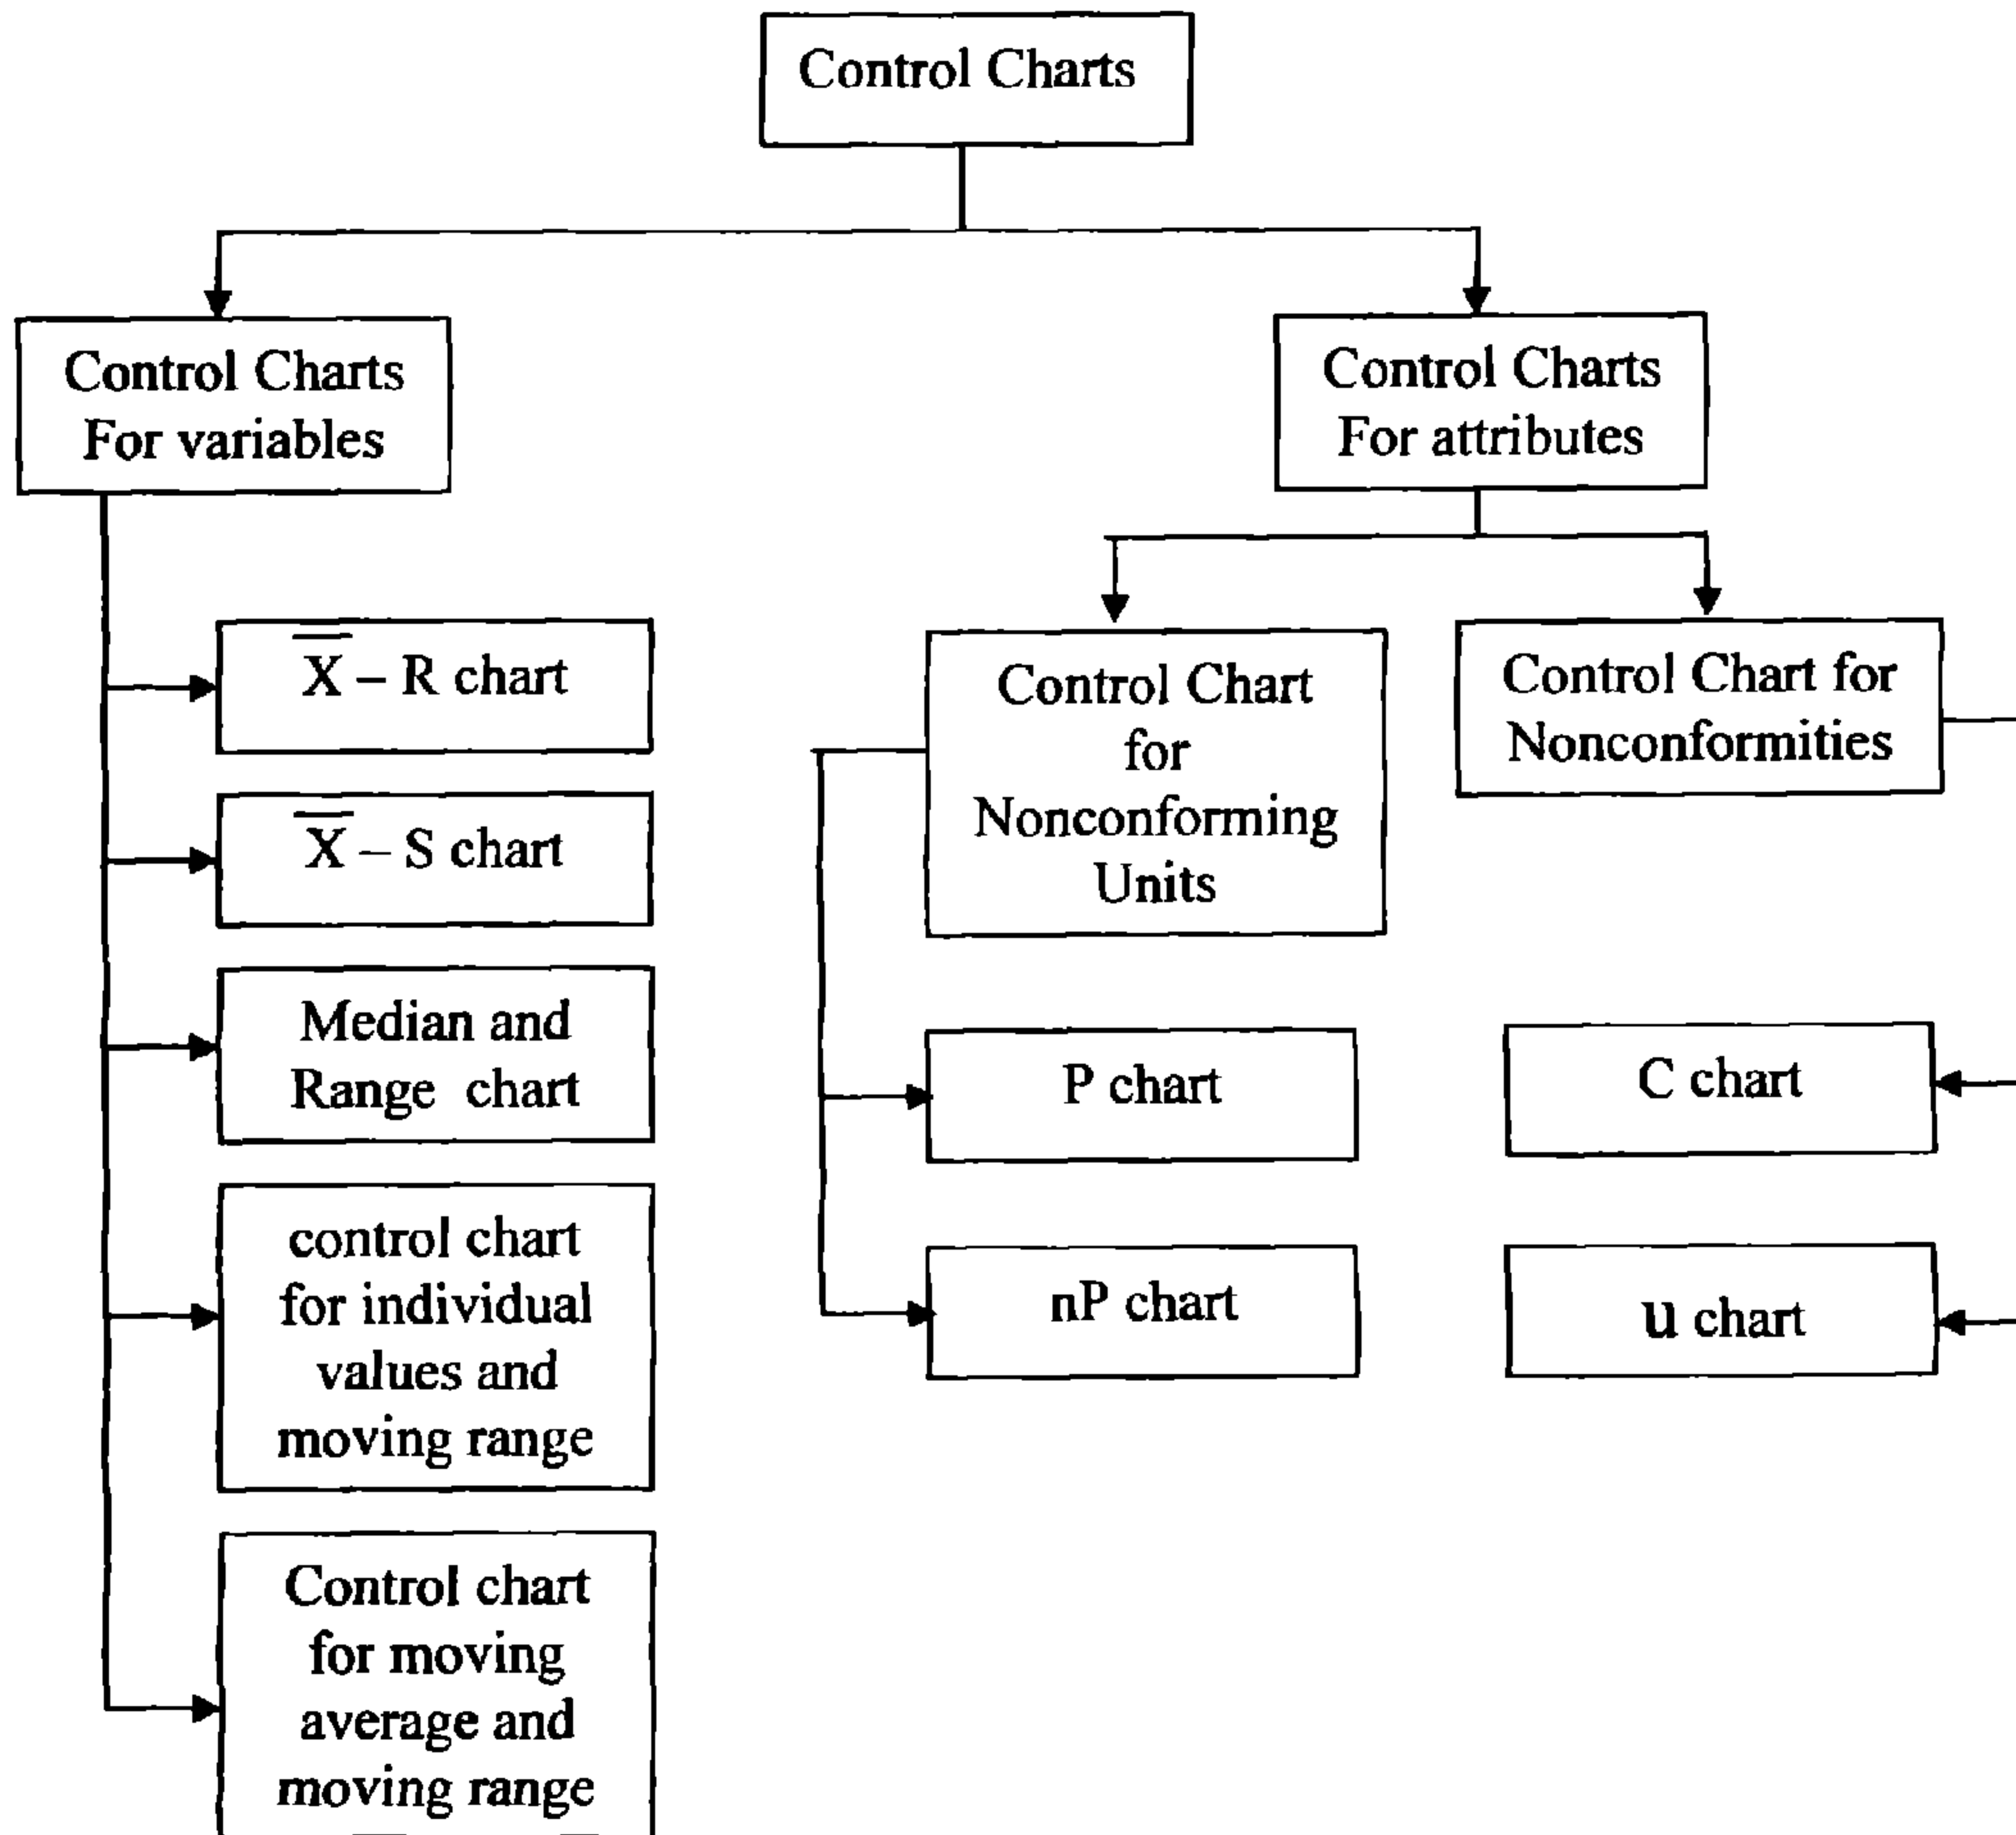 Control Charts
Control Charts
For variables
X̅ – R chart
X̅ – S chart
Median and
Range chart
control chart
for individual
values and
moving range
Control chart
for moving
average and
moving range
Control Charts
For attributes
Control Chart
for
Nonconforming
Units
P chart
nP chart
Control Chart for
Nonconformities
C chart
u chart